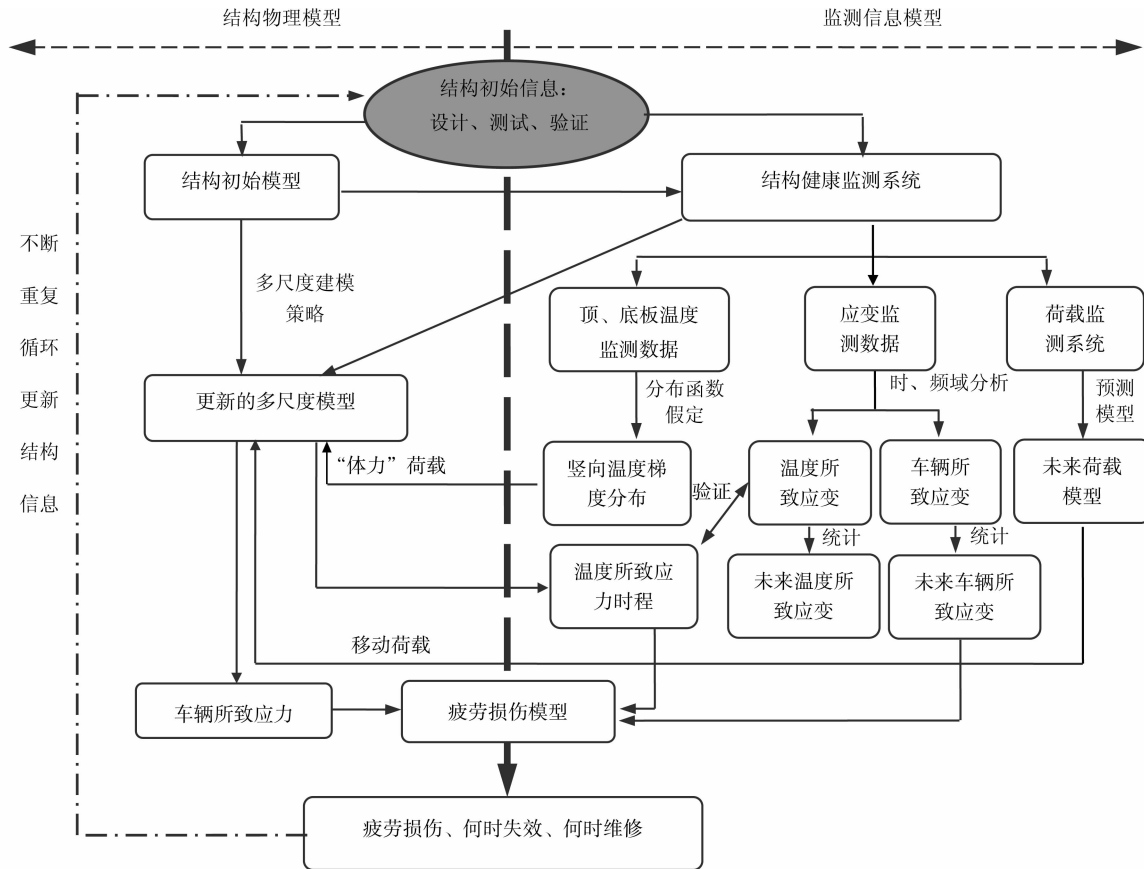 结构物理模型
监测信息模型
结构初始信息：
设计、测试、验证
结构初始模型
结构健康监测系统
不断
重复
循环
更新
结构
信息
多尺度建模
策略
顶、底板温度
监测数据
应变监
测数据
荷载监
测系统
更新的多尺度模型
分布函数
假定
时、频域分析
预测
模型
“体力”荷载
竖向温度梯
度分布
验证
温度所
致应变
车辆所
致应变
未来荷载
模型
统计
统计
温度所致应
力时程
未来温度所
致应变
未来车辆所
致应变
移动荷载
车辆所致应力
疲劳损伤模型
疲劳损伤、何时失效、何时维修